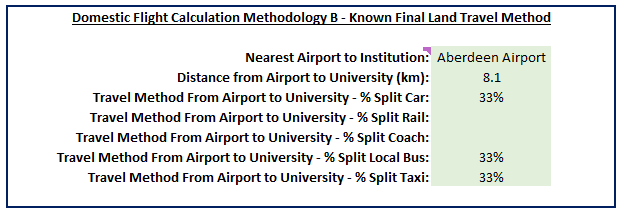 Domestic Flight Calculation Methodology B - Known Final Land Travel Method
Nearest Airport to Institution: Aberdeen Airport
Distance from Airport to University (km): 8.1
Travel Method From Airport to University - % Split Car: 33%
Travel Method From Airport to University - % Split Rail:
Travel Method From Airport to University - % Split Coach:
Travel Method From Airport to University - % Split Local Bus: 33%
Travel Method From Airport to University - % Split Taxi: 33%